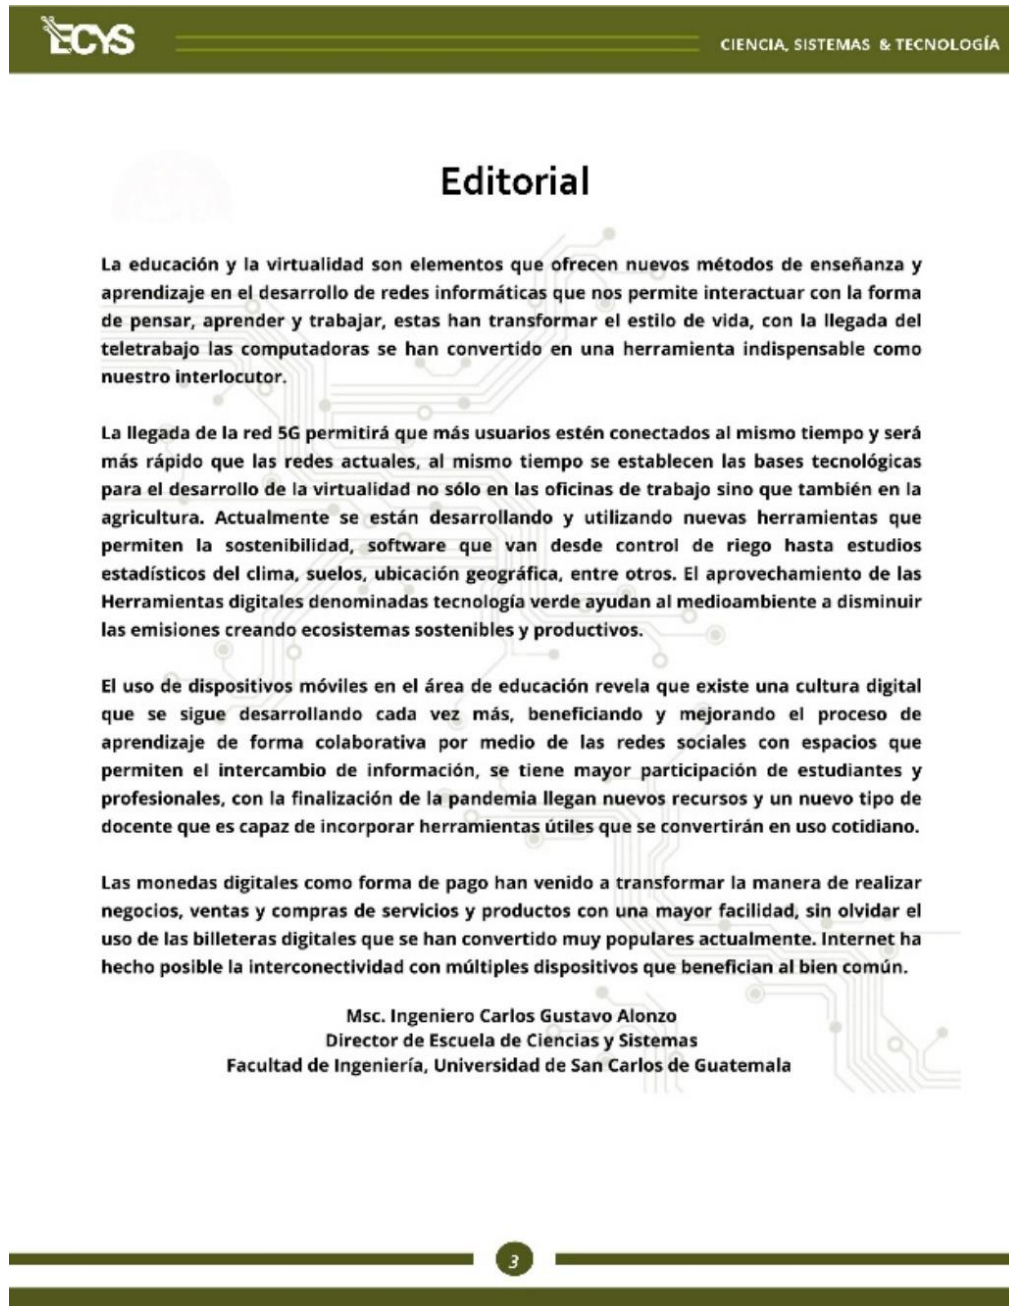 ECYS
CIENCIA, SISTEMAS & TECNOLOGÍA
Editorial
La educación y la virtualidad son elementos que ofrecen nuevos métodos de enseñanza y
aprendizaje en el desarrollo de redes informáticas que nos permite interactuar con la forma
de pensar, aprender y trabajar, estas han transformar el estilo de vida, con la llegada del
teletrabajo las computadoras se han convertido en una herramienta indispensable como
nuestro interlocutor.
La llegada de la red 5G permitirá que más usuarios estén conectados al mismo tiempo y será
más rápido que las redes actuales, al mismo tiempo se establecen las bases tecnológicas
para el desarrollo de la virtualidad no sólo en las oficinas de trabajo sino que también en la
agricultura. Actualmente se están desarrollando y utilizando nuevas herramientas que
permiten la sostenibilidad, software que van desde control de riego hasta estudios
estadísticos del clima, suelos, ubicación geográfica, entre otros. El aprovechamiento de las
Herramientas digitales denominadas tecnología verde ayudan al medioambiente a disminuir
las emisiones creando ecosistemas sostenibles y productivos.
El uso de dispositivos móviles en el área de educación revela que existe una cultura digital
que se sigue desarrollando cada vez más, beneficiando y mejorando el proceso de
aprendizaje de forma colaborativa por medio de las redes sociales con espacios que
permiten el intercambio de información, se tiene mayor participación de estudiantes y
profesionales, con la finalización de la pandemia llegan nuevos recursos y un nuevo tipo de
docente que es capaz de incorporar herramientas útiles que se convertirán en uso cotidiano.
Las monedas digitales como forma de pago han venido a transformar la manera de realizar
negocios, ventas y compras de servicios y productos con una mayor facilidad, sin olvidar el
uso de las billeteras digitales que se han convertido muy populares actualmente. Internet ha
hecho posible la interconectividad con múltiples dispositivos que benefician al bien común.
Msc. Ingeniero Carlos Gustavo Alonzo
Director de Escuela de Ciencias y Sistemas
Facultad de Ingeniería, Universidad de San Carlos de Guatemala
3